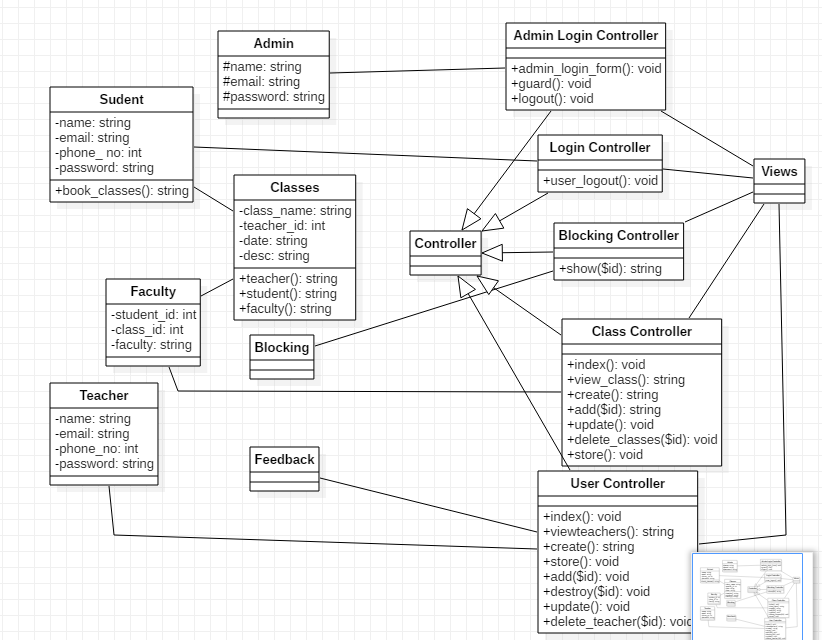 Admin
#name: string
#email: string
#password: string
Admin Login Controller
+admin_login_form(): void
+guard(): void
+logout(): void
Sudent
-name: string
-email: string
-phone_ no: int
-password: string
+book_classes(): string
Login Controller
+user_logout(): void
Views
Classes
-class_name: string
-teacher_id: int
-date: string
-desc: string
+teacher(): string
+student(): string
+faculty(): string
Controller
Blocking Controller
+show($id): string
Faculty
-student_id: int
-class_id: int
-faculty: string
Blocking
Class Controller
+index(): void
+view_class(): string
+create(): string
+add($id): string
+update(): void
+delete_classes($id): void
+store(): void
Teacher
-name: string
-email: string
-phone_no: int
-password: string
Feedback
User Controller
+index(): void
+viewteachers(): string
+create(): string
+store(): void
+add($id): void
+destroy($id): void
+update(): void
+delete_teacher($id): void